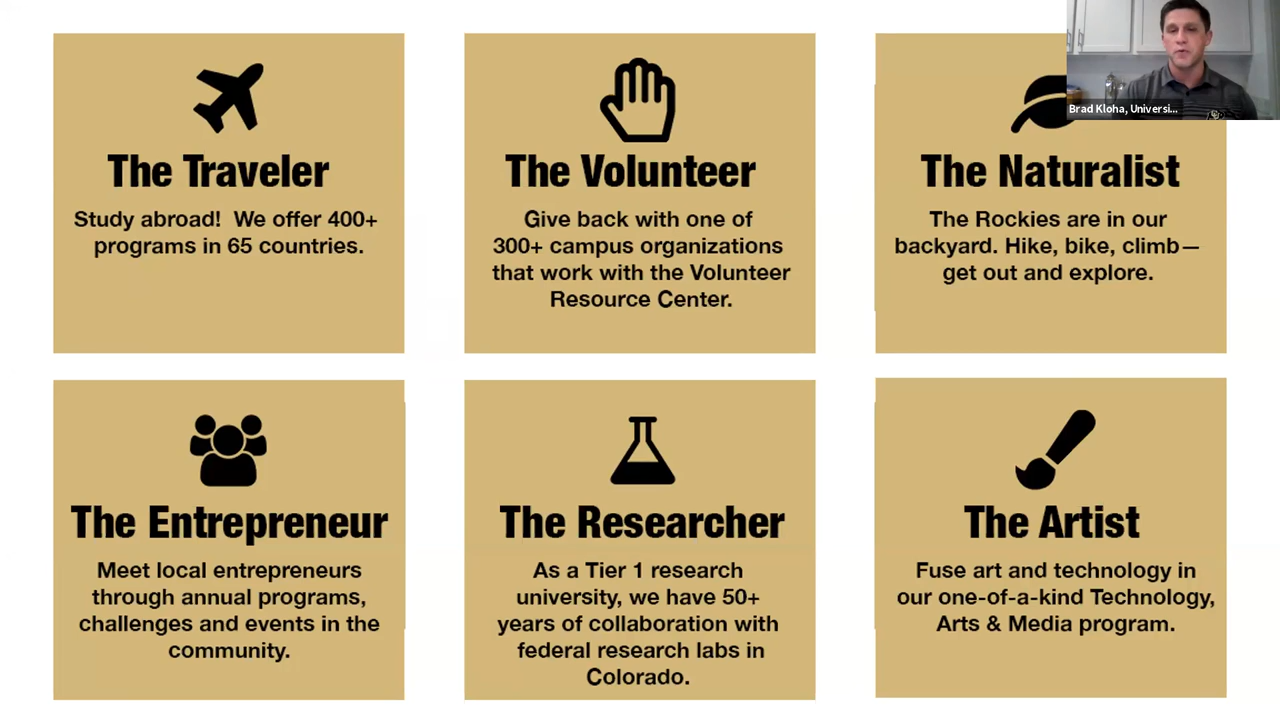 The Traveler
Study abroad!  We offer 400+
programs in 65 countries.
The Volunteer
Give back with one of
300+ campus organizations
that work with the Volunteer
Resource Center.
Brad Kloha, Universi...
The Naturalist
The Rockies are in our
backyard. Hike, bike, climb—
get out and explore.
The Entrepreneur
Meet local entrepreneurs
through annual programs,
challenges and events in the
community.
The Researcher
As a Tier 1 research
university, we have 50+
years of collaboration with
federal research labs in
Colorado.
The Artist
Fuse art and technology in
our one-of-a-kind Technology,
Arts & Media program.